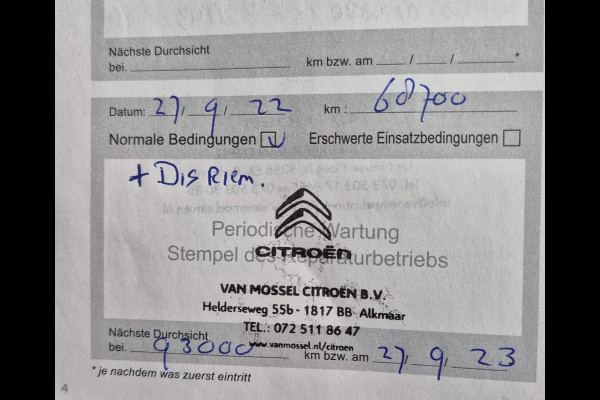 Nächste Durchsicht
bei. km bzw. am / / *
Datum: 27/9/22 km : 68700
Normale Bedingungen Erschwerte Einsatzbedingungen
+ Dis Riem.
Periodische Wartung
CITROËN
Stempel des Reparaturbetriebs
VAN MOSSEL CITROËN B.V.
Helderseweg 55b - 1817 BB Alkmaar
TEL.: 072 511 86 47
www.vanmossel.nl/citroen
Nächste Durchsicht
bei. 93000 km bzw. am 27/9/23
* je nachdem was zuerst eintritt
4